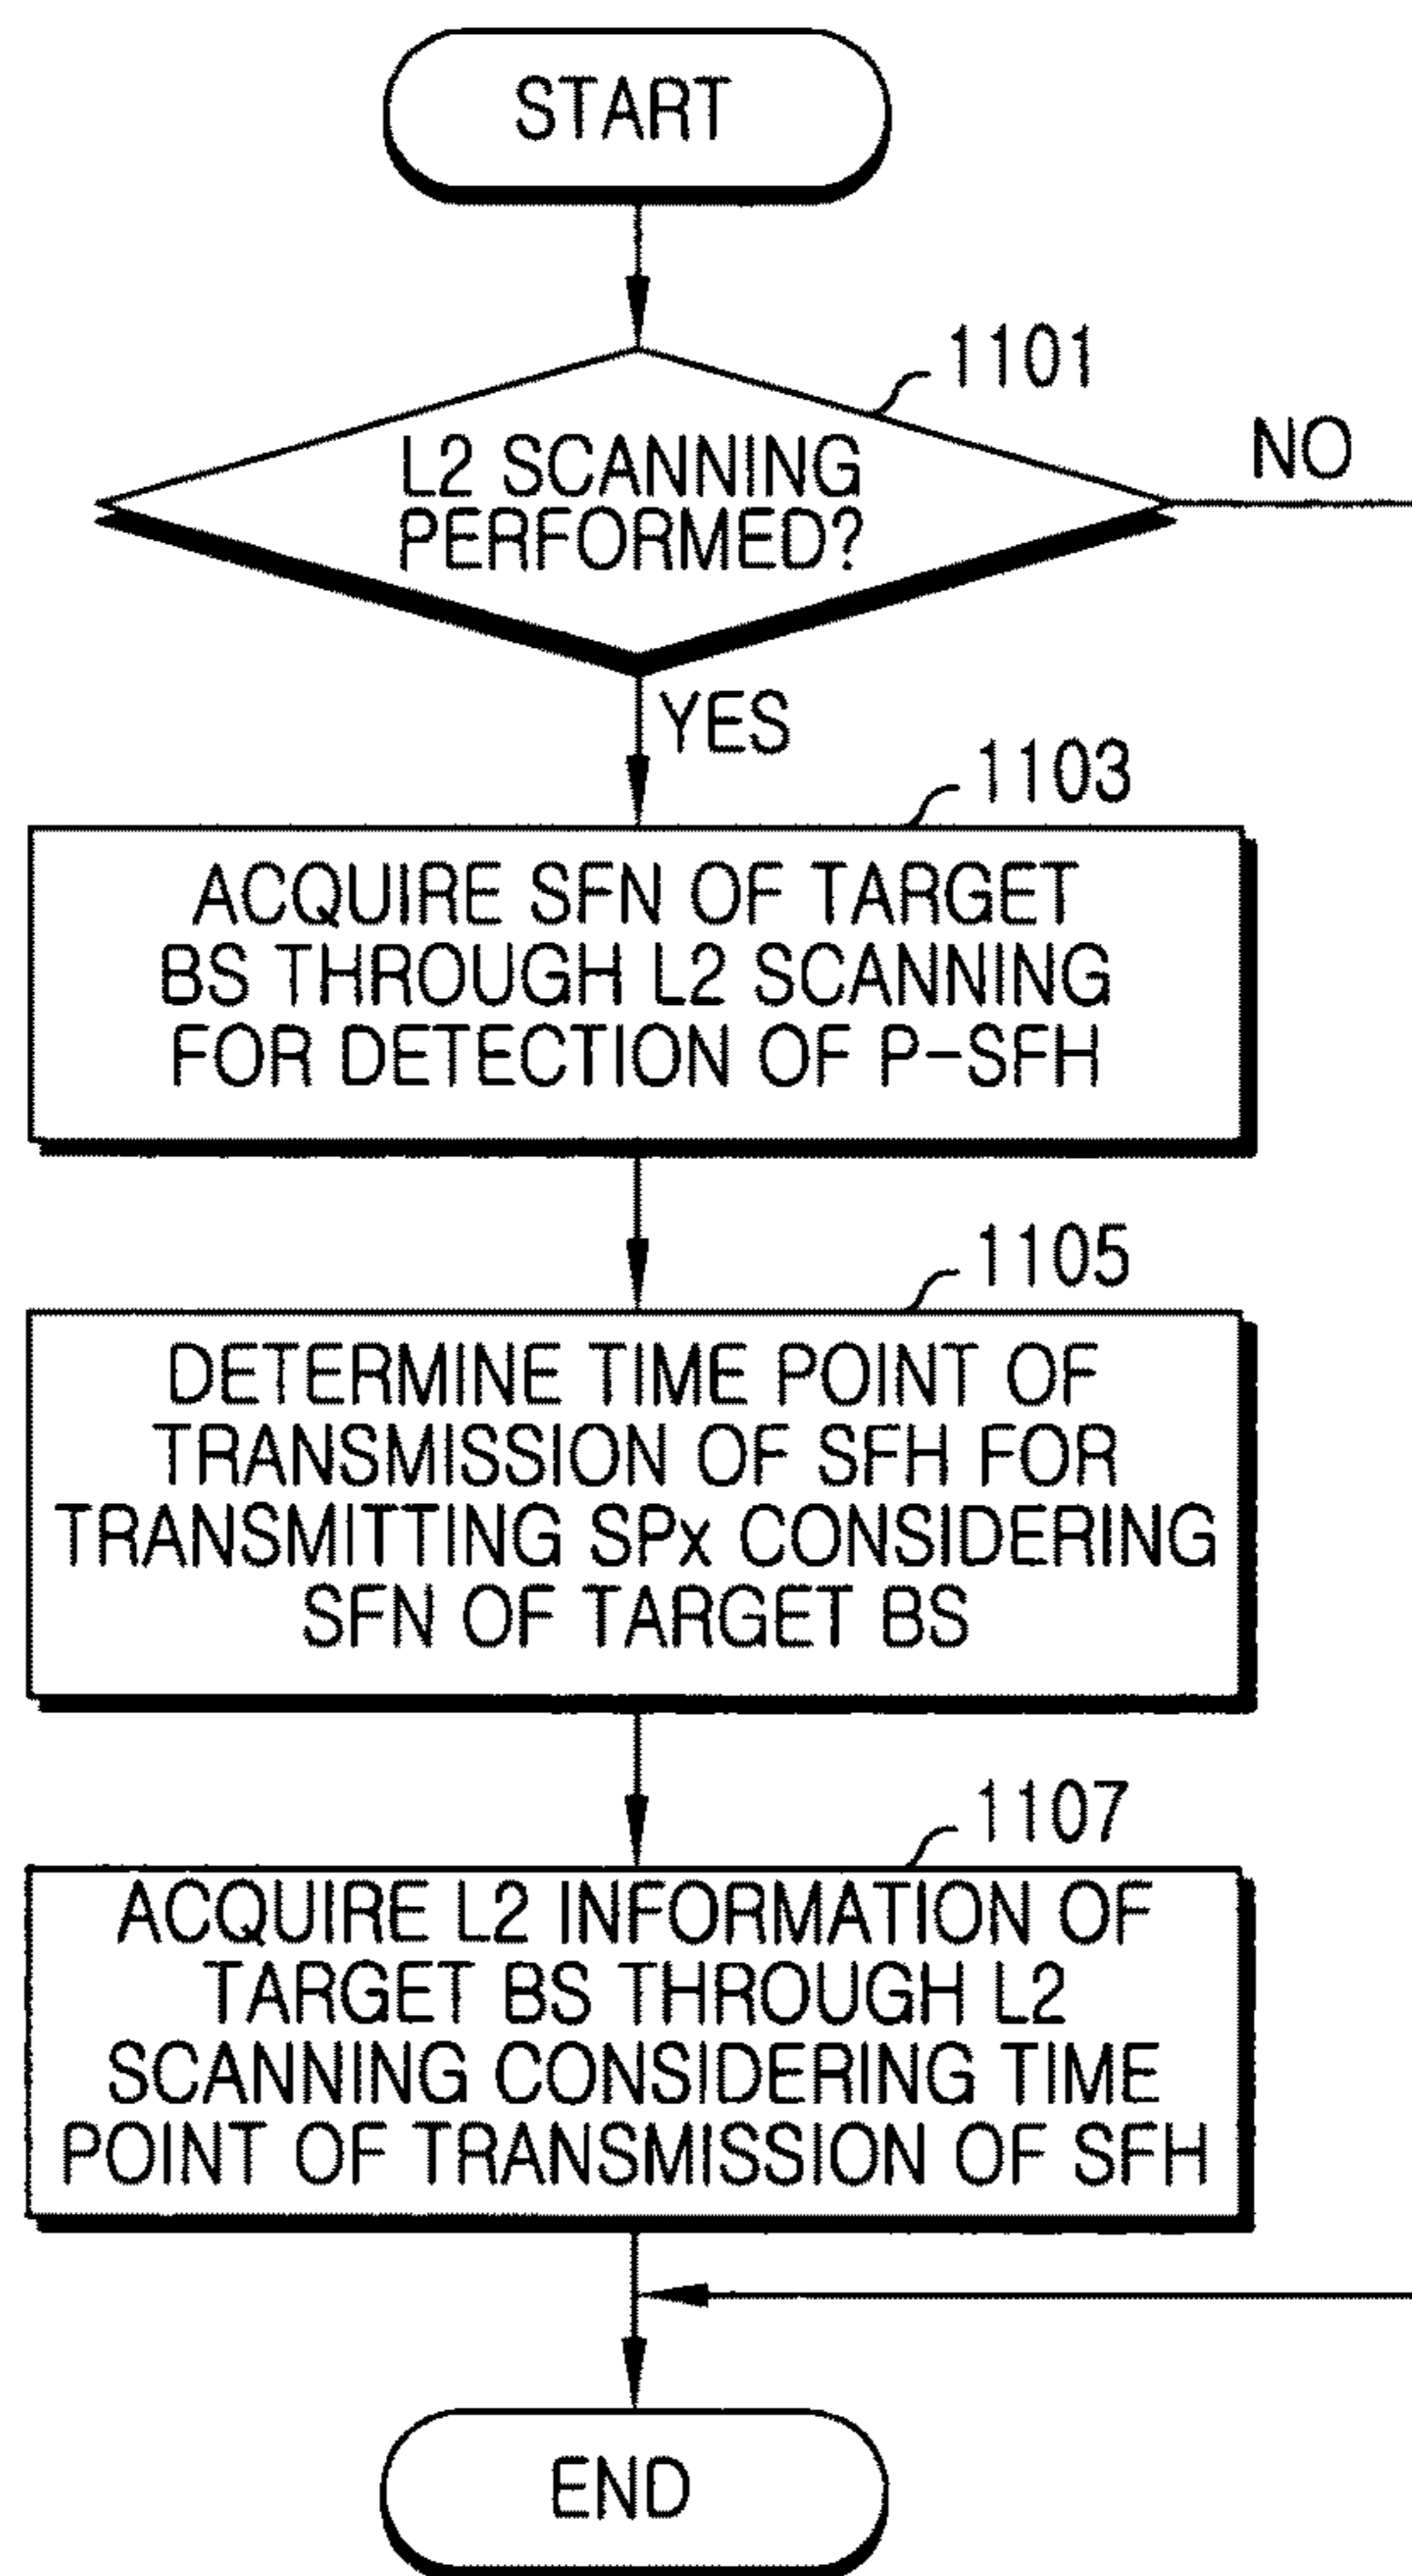 START
1101
L2 SCANNING
PERFORMED?
NO
YES
1103
ACQUIRE SFN OF TARGET
BS THROUGH L2 SCANNING
FOR DETECTION OF P-SFH
1105
DETERMINE TIME POINT OF
TRANSMISSION OF SFH FOR
TRANSMITTING SPx CONSIDERING
SFN OF TARGET BS
1107
ACQUIRE L2 INFORMATION OF
TARGET BS THROUGH L2
SCANNING CONSIDERING TIME
POINT OF TRANSMISSION OF SFH
END